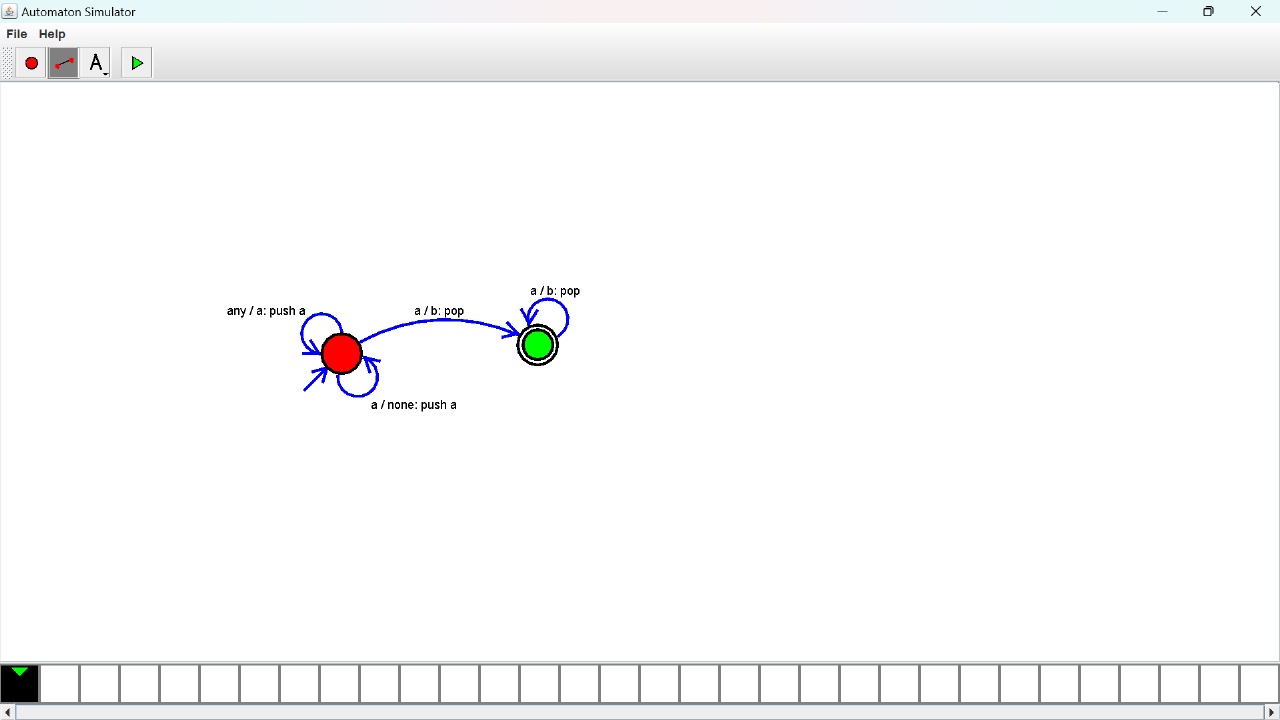 Automaton Simulator
File Help
A
a / b: pop
any / a: push a
a / b: pop
a / none: push a